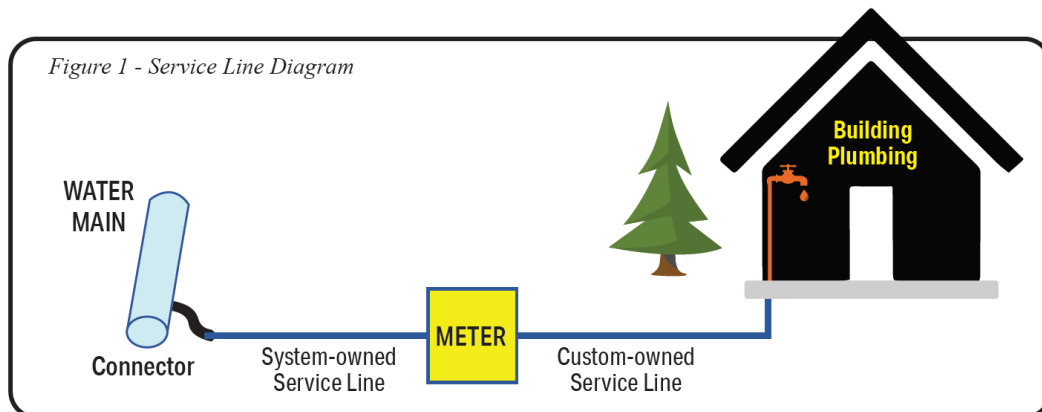 Figure 1 - Service Line Diagram
Building
Plumbing
WATER
MAIN
METER
Connector
System-owned
Service Line
Custom-owned
Service Line